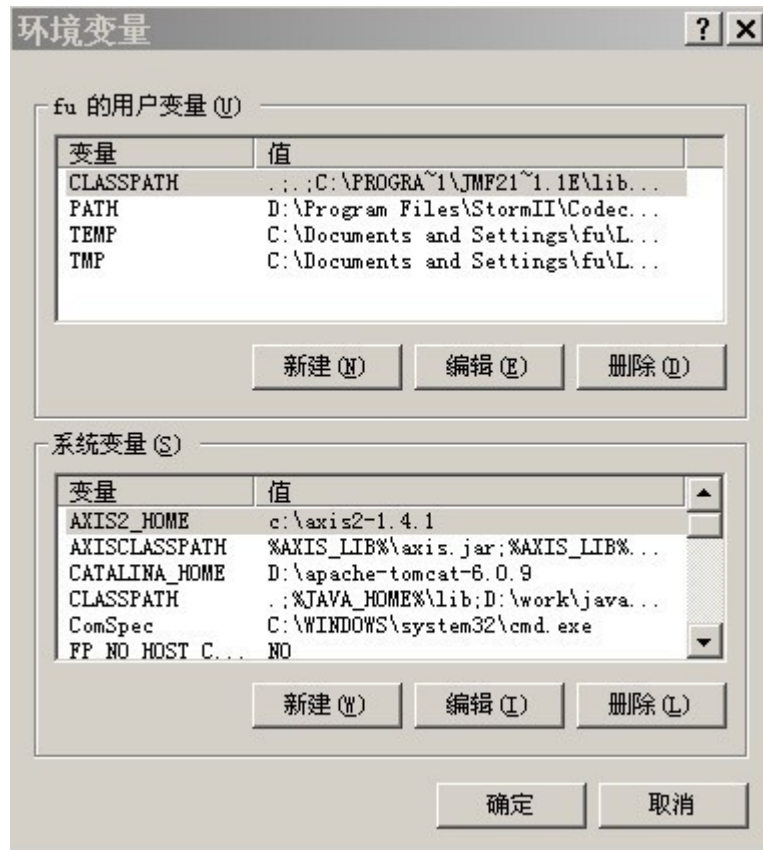 环境变量
fu 的用户变量(U)
变量 值
CLASSPATH .;.;C:\PROGRA~1\JMF21~1.1E\lib...
PATH D:\Program Files\StormII\Codec...
TEMP C:\Documents and Settings\fu\L...
TMP C:\Documents and Settings\fu\L...
新建(N) 编辑(E) 删除(D)
系统变量(S)
变量 值
AXIS2_HOME c:\axis2-1.4.1
AXISCLASSPATH %AXIS_LIB%\axis.jar;%AXIS_LIB%...
CATALINA_HOME D:\apache-tomcat-6.0.9
CLASSPATH .;%JAVA_HOME%\lib;D:\work\java...
ComSpec C:\WINDOWS\system32\cmd.exe
FP_NO_HOST_C... NO
新建(W) 编辑(I) 删除(L)
确定 取消